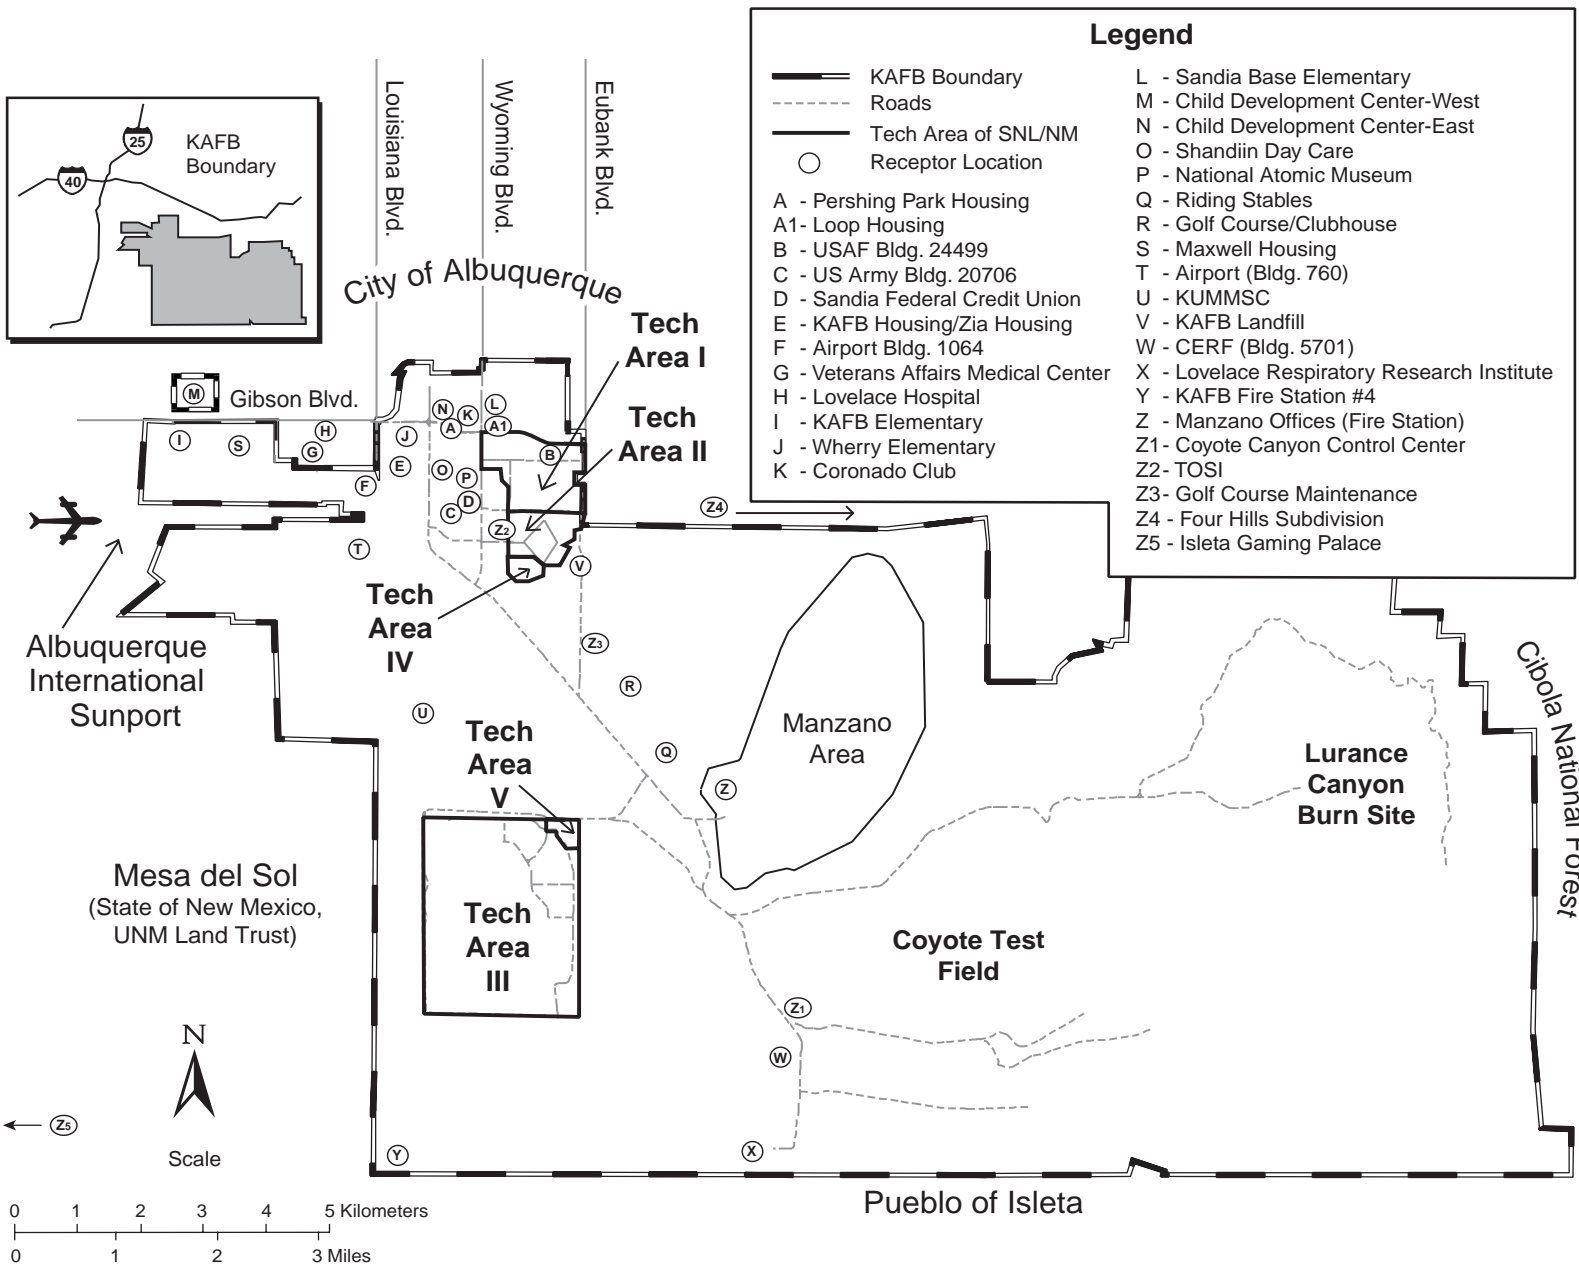 Legend
KAFB Boundary
Roads
Tech Area of SNL/NM
Receptor Location
A - Pershing Park Housing
A1- Loop Housing
B - USAF Bldg. 24499
C - US Army Bldg. 20706
D - Sandia Federal Credit Union
E - KAFB Housing/Zia Housing
F - Airport Bldg. 1064
G - Veterans Affairs Medical Center
H - Lovelace Hospital
I - KAFB Elementary
J - Wherry Elementary
K - Coronado Club
L - Sandia Base Elementary
M - Child Development Center-West
N - Child Development Center-East
O - Shandiin Day Care
P - National Atomic Museum
Q - Riding Stables
R - Golf Course/Clubhouse
S - Maxwell Housing
T - Airport (Bldg. 760)
U - KUMMSC
V - KAFB Landfill
W - CERF (Bldg. 5701)
X - Lovelace Respiratory Research Institute
Y - KAFB Fire Station #4
Z - Manzano Offices (Fire Station)
Z1- Coyote Canyon Control Center
Z2- TOSI
Z3- Golf Course Maintenance
Z4 - Four Hills Subdivision
Z5 - Isleta Gaming Palace
25
40
KAFB
Boundary
Louisiana Blvd.
Wyoming Blvd.
Eubank Blvd.
City of Albuquerque
Tech
Area I
Tech
Area II
Gibson Blvd.
M
I
S
H
G
F
T
J
E
N
K
L
A
A1
O
P
D
C
B
Z2
V
Z4
Tech
Area
IV
Albuquerque
International
Sunport
Z3
R
U
Q
Z
Manzano
Area
Tech
Area
V
Lurance
Canyon
Burn Site
Cibola National Forest
Mesa del Sol
(State of New Mexico,
UNM Land Trust)
Tech
Area
III
Coyote Test
Field
Z1
W
X
Y
Z5
N
Scale
Pueblo of Isleta
0 1 2 3 4 5 Kilometers
0 1 2 3 Miles